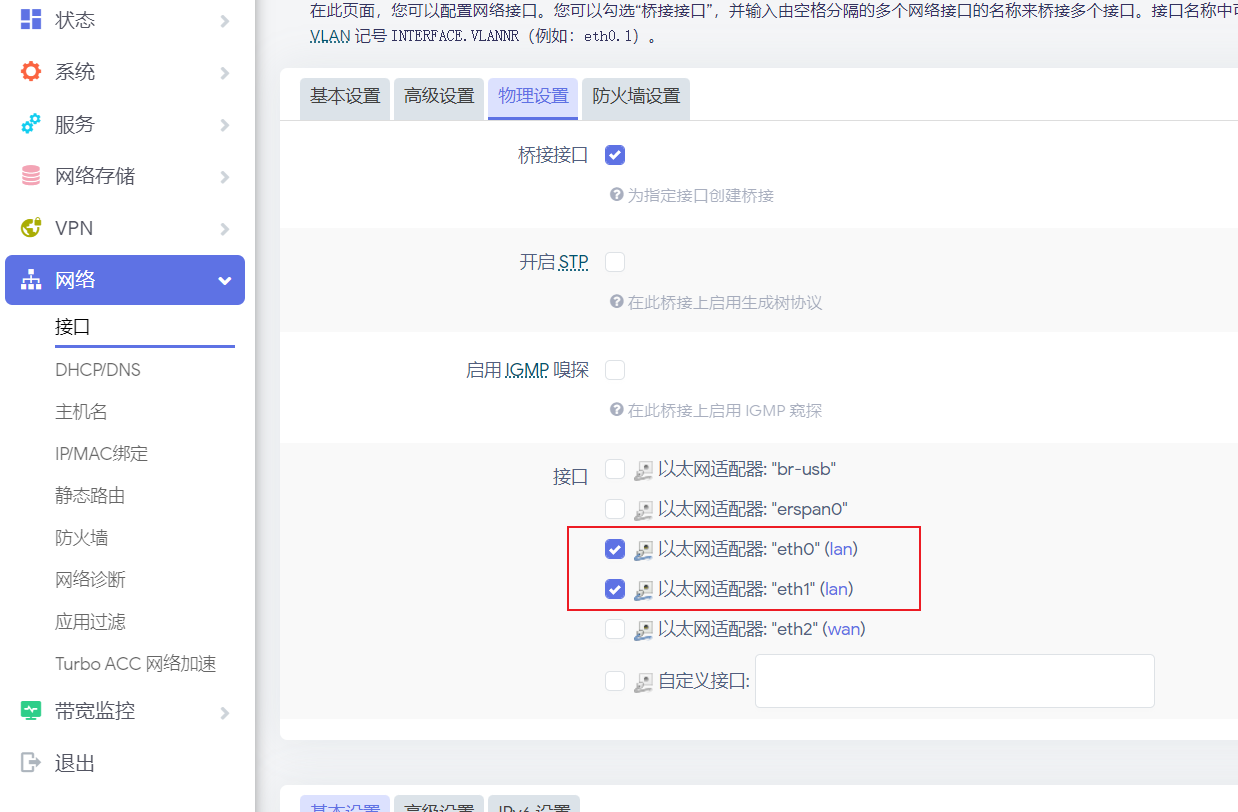 状态
系统
服务
网络存储
VPN
网络
接口
DHCP/DNS
主机名
IP/MAC绑定
静态路由
防火墙
网络诊断
应用过滤
Turbo ACC 网络加速
带宽监控
退出
在此页面，您可以配置网络接口。您可以勾选“桥接接口”，并输入由空格分隔的多个网络接口的名称来桥接多个接口。接口名称中
VLAN 记号 INTERFACE.VLANNR（例如：eth0.1）。
基本设置 高级设置 物理设置 防火墙设置
桥接接口
为指定接口创建桥接
开启 STP
在此桥接上启用生成树协议
启用 IGMP 嗅探
在此桥接上启用 IGMP 窥探
接口
以太网适配器: "br-usb"
以太网适配器: "erspan0"
以太网适配器: "eth0" (lan)
以太网适配器: "eth1" (lan)
以太网适配器: "eth2" (wan)
自定义接口:
基本设置 高级设置 IPv6 设置